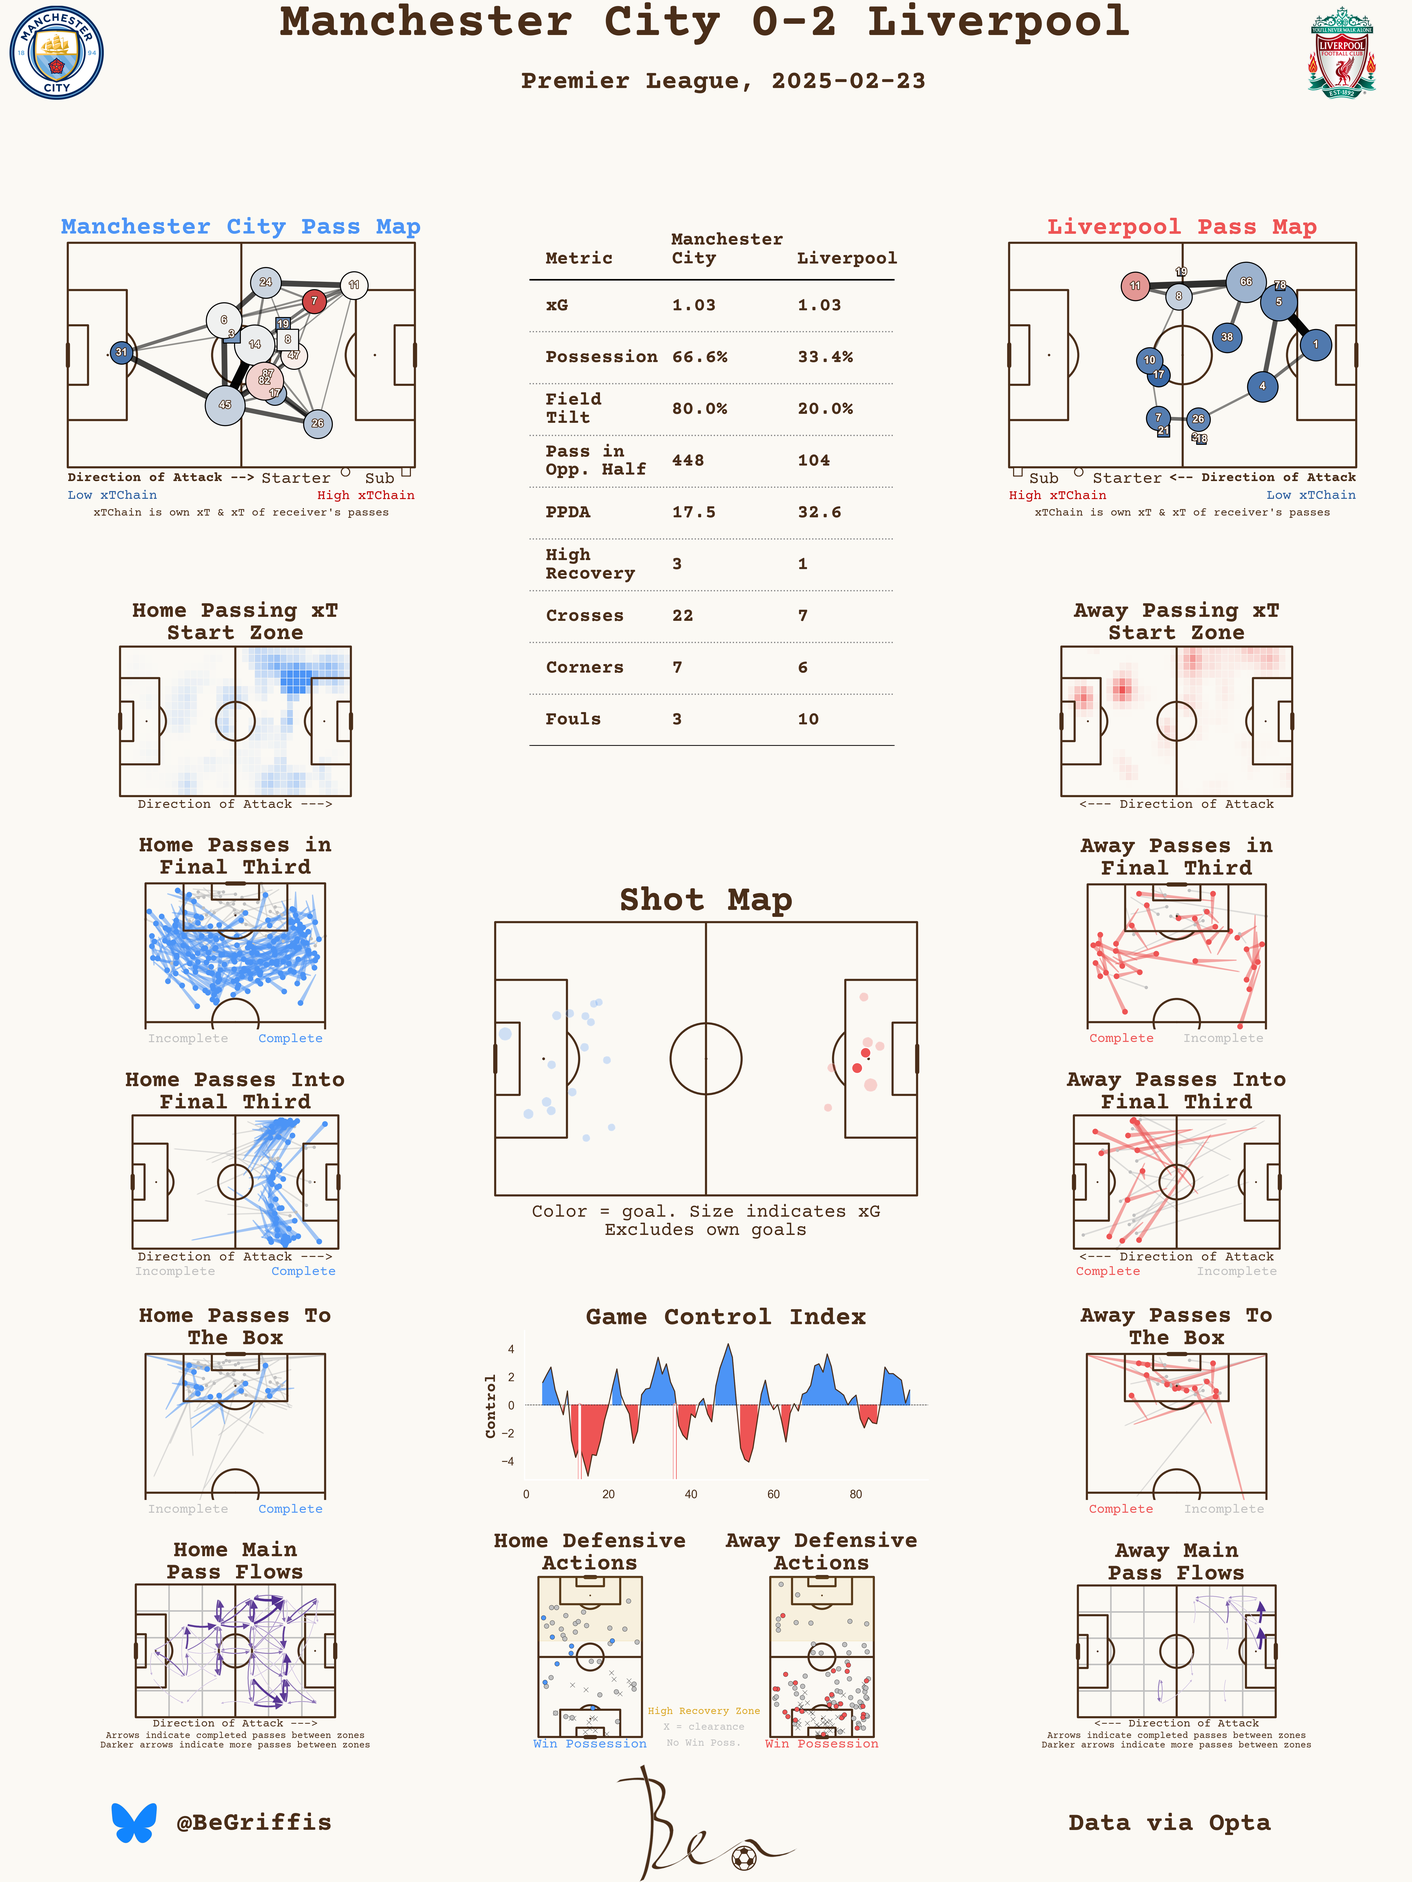 Manchester City 0-2 Liverpool
Premier League, 2025-02-23
MANCHESTER
18 94
CITY
YOU'LL NEVER WALK ALONE
LIVERPOOL
FOOTBALL CLUB
EST·1892
Manchester City Pass Map
24
11
7
6
19
3
8
14
47
31
87
82
17
45
26
Direction of Attack --> Starter Sub
Low xTChain High xTChain
xTChain is own xT & xT of receiver's passes
Metric Manchester City Liverpool
xG 1.03 1.03
Possession 66.6% 33.4%
Field Tilt 80.0% 20.0%
Pass in Opp. Half 448 104
PPDA 17.5 32.6
High Recovery 3 1
Crosses 22 7
Corners 7 6
Fouls 3 10
Liverpool Pass Map
19
11
66
78
8
5
38
1
10
17
4
7
26
21
18
Sub Starter <-- Direction of Attack
High xTChain Low xTChain
xTChain is own xT & xT of receiver's passes
Home Passing xT
Start Zone
Direction of Attack --->
Away Passing xT
Start Zone
<--- Direction of Attack
Home Passes in
Final Third
Incomplete Complete
Away Passes in
Final Third
Complete Incomplete
Shot Map
Color = goal. Size indicates xG
Excludes own goals
Home Passes Into
Final Third
Direction of Attack --->
Incomplete Complete
Away Passes Into
Final Third
<--- Direction of Attack
Complete Incomplete
Home Passes To
The Box
Incomplete Complete
Game Control Index
Control
4
2
0
−2
−4
0 20 40 60 80
Away Passes To
The Box
Complete Incomplete
Home Main
Pass Flows
Direction of Attack --->
Arrows indicate completed passes between zones
Darker arrows indicate more passes between zones
Home Defensive
Actions
Win Possession
High Recovery Zone
X = clearance
No Win Poss.
Away Defensive
Actions
Win Possession
Away Main
Pass Flows
<--- Direction of Attack
Arrows indicate completed passes between zones
Darker arrows indicate more passes between zones
@BeGriffis
Data via Opta